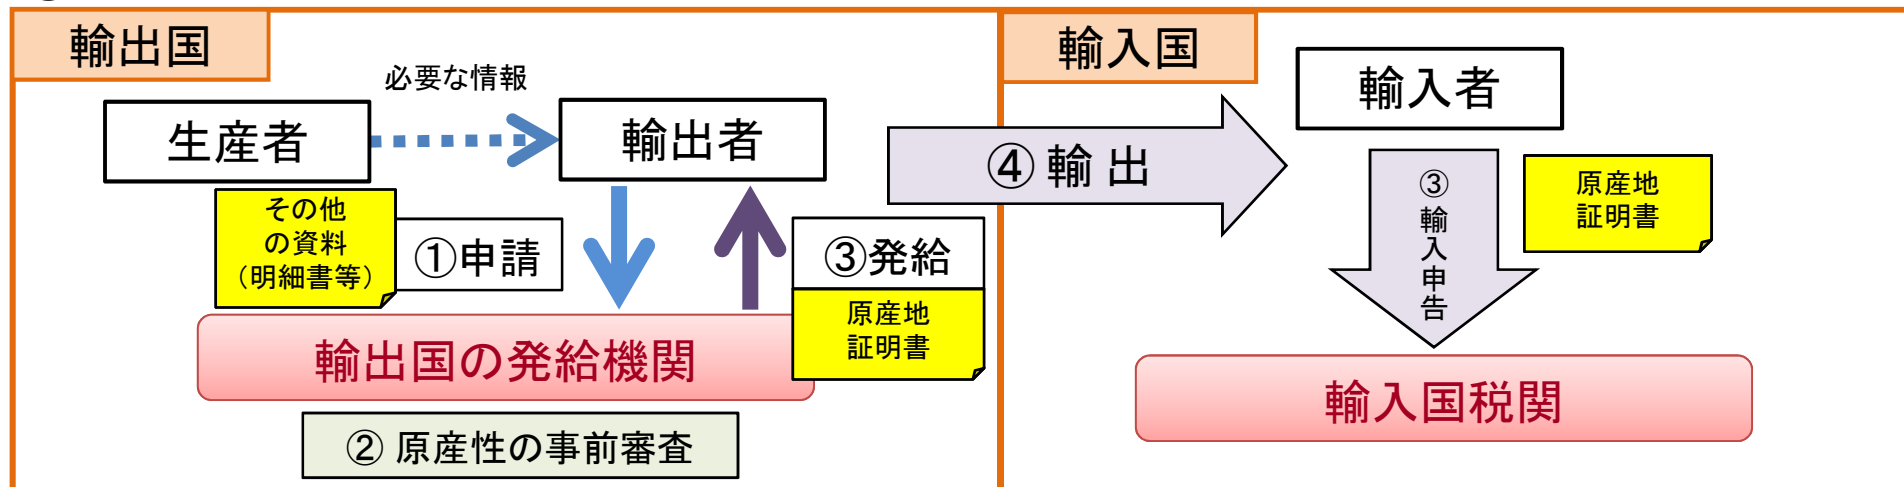 輸出国
必要な情報
生産者
輸出者
その他
の資料
（明細書等）
①申請
③発給
原産地
証明書
輸出国の発給機関
② 原産性の事前審査
④ 輸 出
輸入国
輸入者
③輸入申告
原産地
証明書
輸入国税関